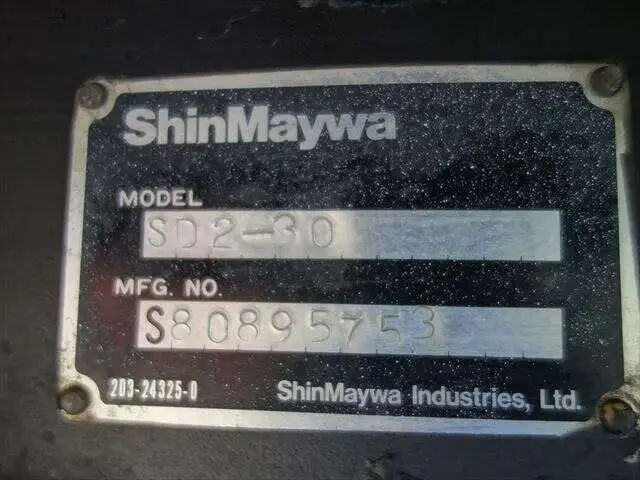 ShinMaywa
MODEL
SD2-30
MFG. NO.
S80895753
203-24325-0
ShinMaywa Industries, Ltd.